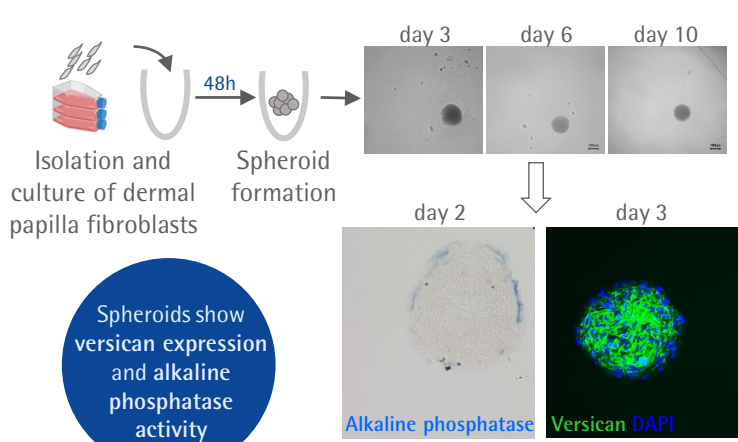 day 3
day 6
day 10
48h
Isolation and
culture of dermal
papilla fibroblasts
Spheroid
formation
day 2
day 3
Spheroids show
versican expression
and alkaline
phosphatase
activity
Alkaline phosphatase
Versican DAPI